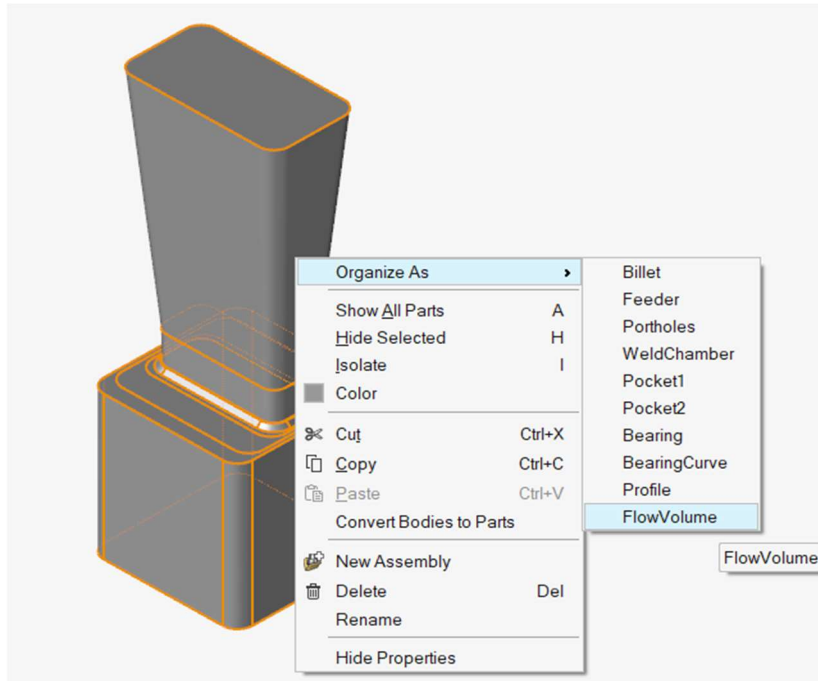 Organize As
Show All Parts A
Hide Selected H
Isolate I
Color
Cut Ctrl+X
Copy Ctrl+C
Paste Ctrl+V
Convert Bodies to Parts
New Assembly
Delete Del
Rename
Hide Properties
Billet
Feeder
Portholes
WeldChamber
Pocket1
Pocket2
Bearing
BearingCurve
Profile
FlowVolume
FlowVolume